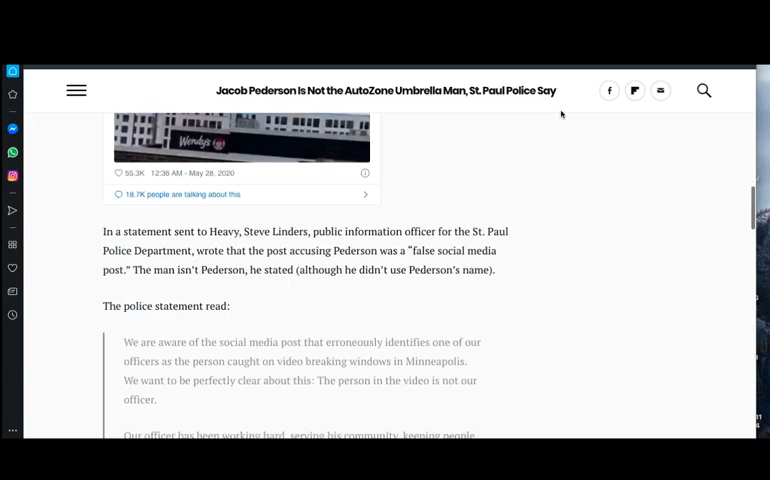 Jacob Pederson Is Not the AutoZone Umbrella Man, St. Paul Police Say
Wendy's
55.3K 12:36 AM - May 28, 2020
18.7K people are talking about this
In a statement sent to Heavy, Steve Linders, public information officer for the St. Paul
Police Department, wrote that the post accusing Pederson was a “false social media
post.” The man isn’t Pederson, he stated (although he didn’t use Pederson’s name).
The police statement read:
We are aware of the social media post that erroneously identifies one of our
officers as the person caught on video breaking windows in Minneapolis.
We want to be perfectly clear about this: The person in the video is not our
officer.
Our officer has been working hard, serving his community, keeping people